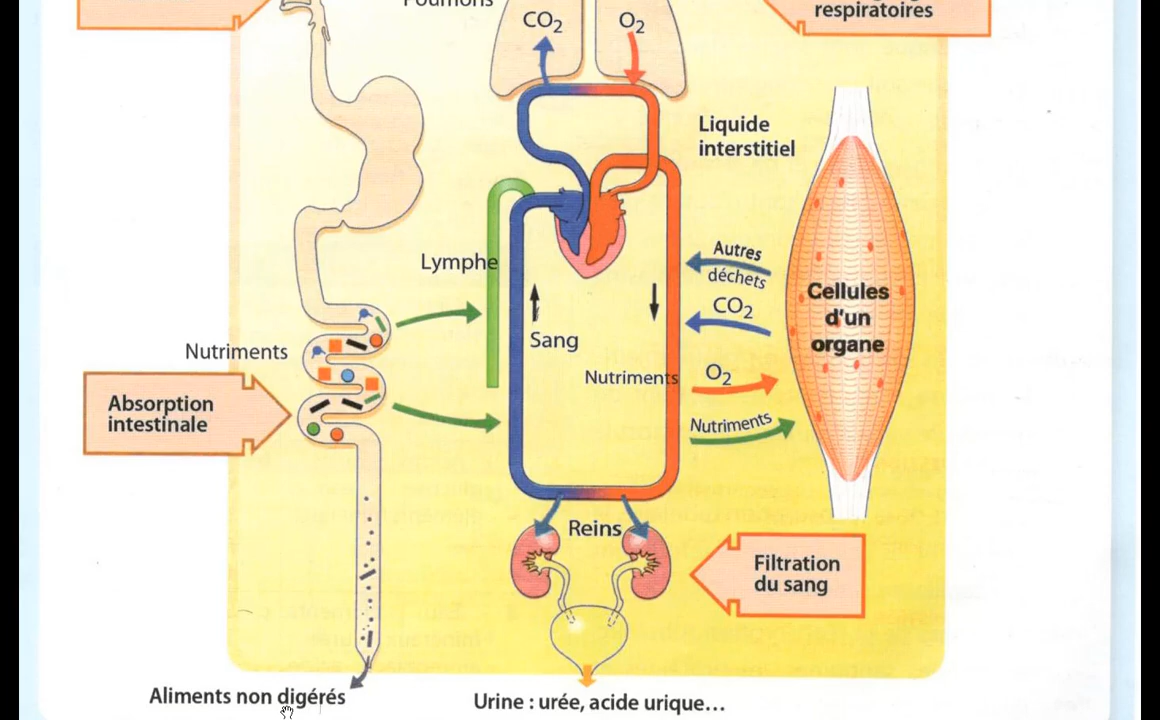 Poumons
respiratoires
CO2
O2
Liquide
interstitiel
Lymphe
Autres
déchets
CO2
Cellules
d'un
organe
Sang
Nutriments
Nutriments
O2
Nutriments
Absorption
intestinale
Reins
Filtration
du sang
Aliments non digérés
Urine : urée, acide urique...